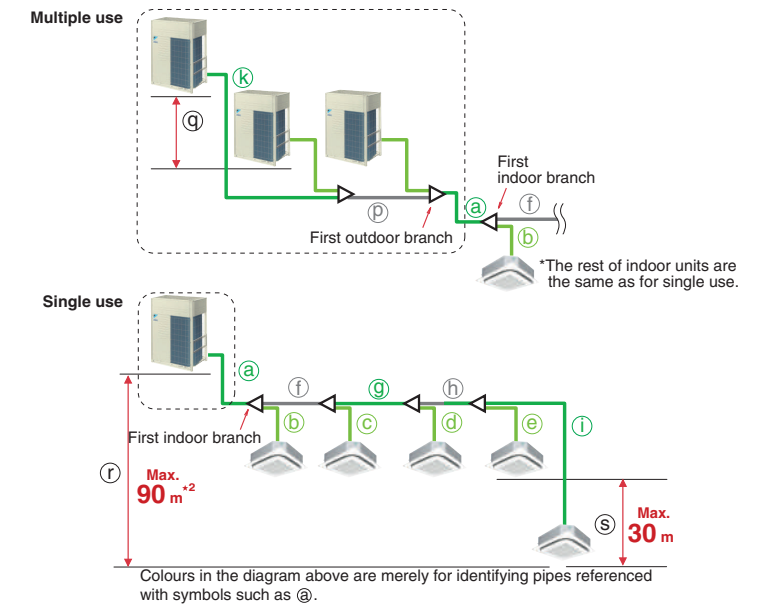 Multiple use
ⓚ
ⓠ
First
indoor branch
ⓐ
ⓕ
ⓟ
ⓑ
First outdoor branch
*The rest of indoor units are
the same as for single use.
Single use
ⓐ
ⓕ
ⓖ
ⓗ
ⓑ
ⓒ
ⓓ
ⓔ
ⓘ
First indoor branch
ⓡ
Max.
90 m*2
ⓢ
Max.
30 m
Colours in the diagram above are merely for identifying pipes referenced
with symbols such as ⓐ.